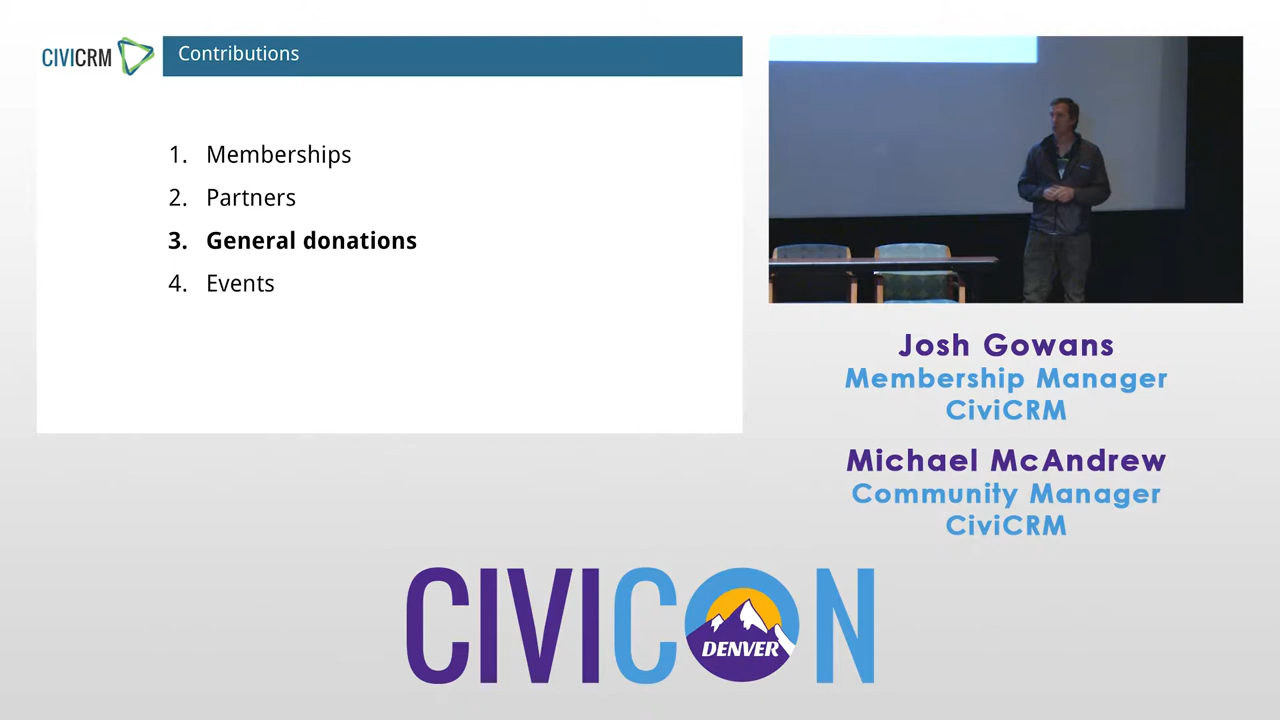 CIVICRM
Contributions
1. Memberships
2. Partners
3. General donations
4. Events
Josh Gowans
Membership Manager
CiviCRM
Michael McAndrew
Community Manager
CiviCRM
CIVICON
DENVER